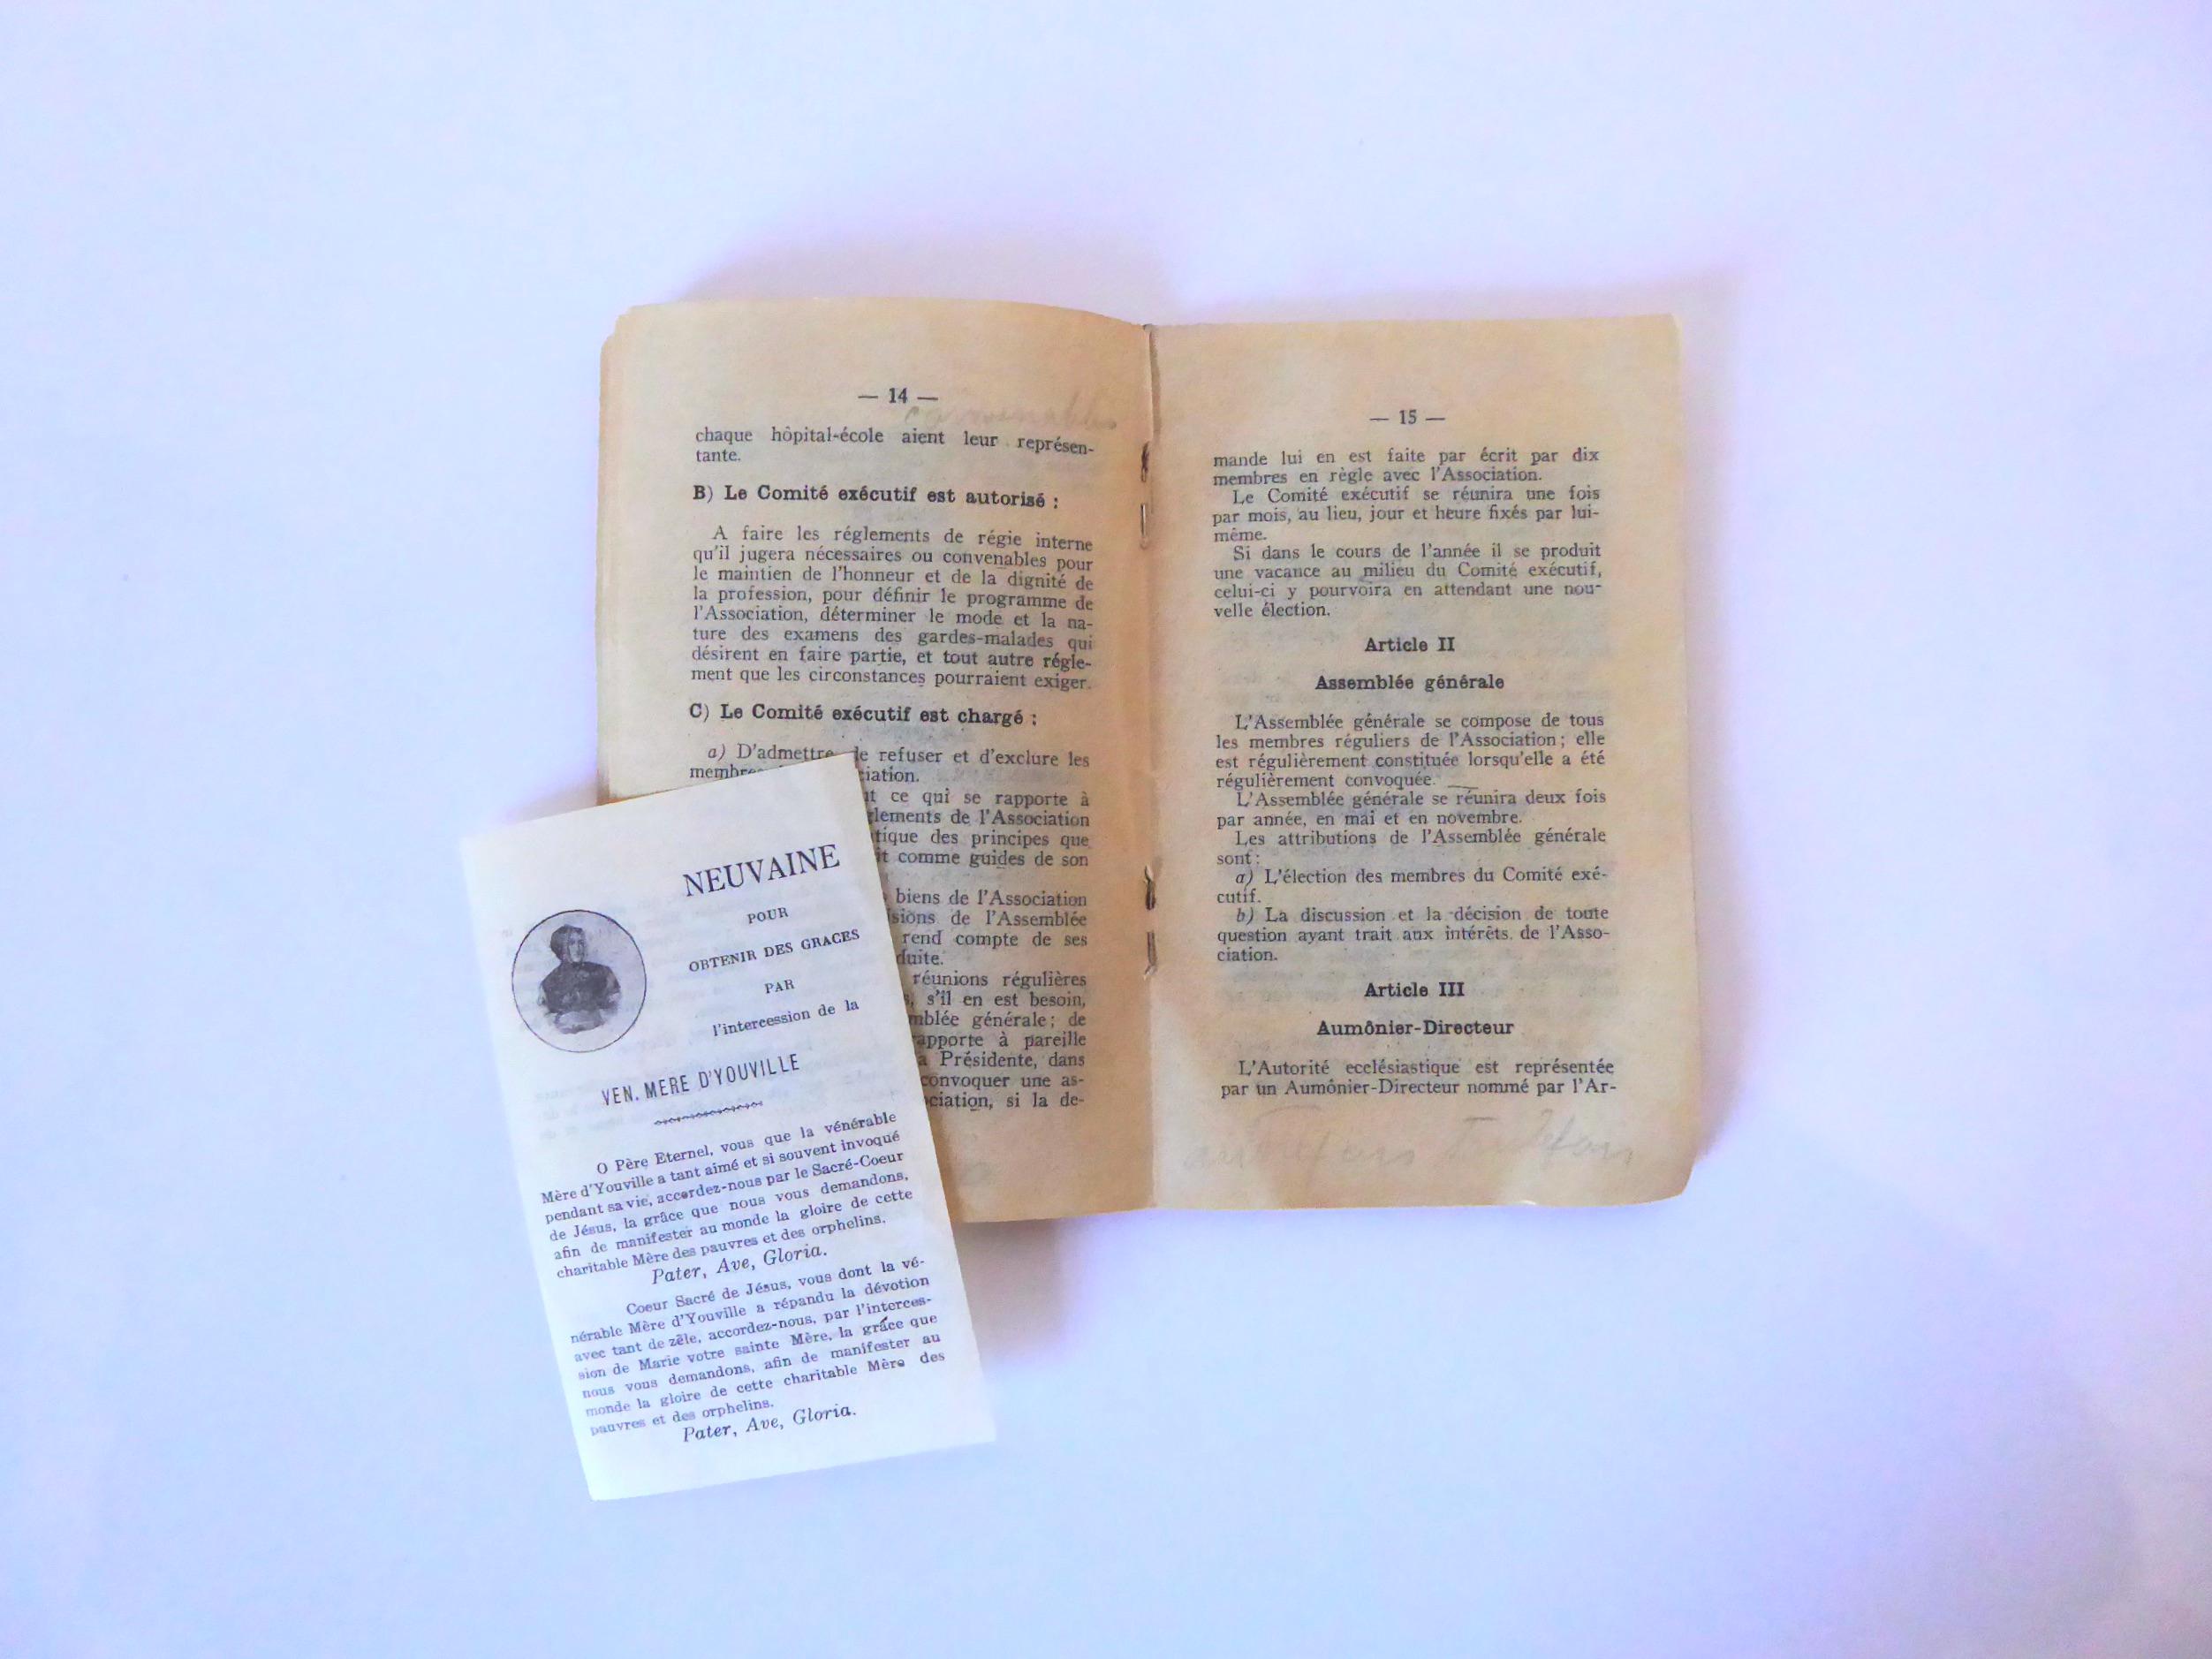 — 14 —
chaque hôpital-école aient leur représen-
tante.
B) Le Comité exécutif est autorisé :
A faire les réglements de régie interne
qu'il jugera nécessaires ou convenables pour
le maintien de l'honneur et de la dignité de
la profession, pour définir le programme de
l'Association, déterminer le mode et la na-
ture des examens des gardes-malades qui
désirent en faire partie, et tout autre régle-
ment que les circonstances pourraient exiger.
C) Le Comité exécutif est chargé :
a) D'admettre de refuser et d'exclure les
membres iation.
t ce qui se rapporte à
glements de l'Association
tique des principes que
it comme guides de son
biens de l'Association
sions de l'Assemblée
rend compte de ses
duite.
réunions régulières
s, s'il en est besoin,
mblée générale; de
apporte à pareille
a Présidente, dans
convoquer une as-
ciation, si la de-
— 15 —
mande lui en est faite par écrit par dix
membres en règle avec l'Association.
Le Comité exécutif se réunira une fois
par mois, au lieu, jour et heure fixés par lui-
même.
Si dans le cours de l'année il se produit
une vacance au milieu du Comité exécutif,
celui-ci y pourvoira en attendant une nou-
velle élection.
Article II
Assemblée générale
L'Assemblée générale se compose de tous
les membres réguliers de l'Association; elle
est régulièrement constituée lorsqu'elle a été
régulièrement convoquée.
L'Assemblée générale se réunira deux fois
par année, en mai et en novembre.
Les attributions de l'Assemblée générale
sont:
a) L'élection des membres du Comité exé-
cutif.
b) La discussion et la décision de toute
question ayant trait aux intérêts de l'Asso-
ciation.
Article III
Aumônier-Directeur
L'Autorité ecclésiastique est représentée
par un Aumônier-Directeur nommé par l'Ar-
NEUVAINE
POUR
OBTENIR DES GRACES
PAR
l'intercession de la
VEN. MERE D'YOUVILLE
O Père Eternel, vous que la vénérable
Mère d'Youville a tant aimé et si souvent invoqué
pendant sa vie, accordez-nous par le Sacré-Coeur
de Jésus, la grâce que nous vous demandons,
afin de manifester au monde la gloire de cette
charitable Mère des pauvres et des orphelins.
Pater, Ave, Gloria.
Coeur Sacré de Jésus, vous dont la vé-
nérable Mère d'Youville a répandu la dévotion
avec tant de zèle, accordez-nous, par l'interces-
sion de Marie votre sainte Mère, la grâce que
nous vous demandons, afin de manifester au
monde la gloire de cette charitable Mère des
pauvres et des orphelins.
Pater, Ave, Gloria.